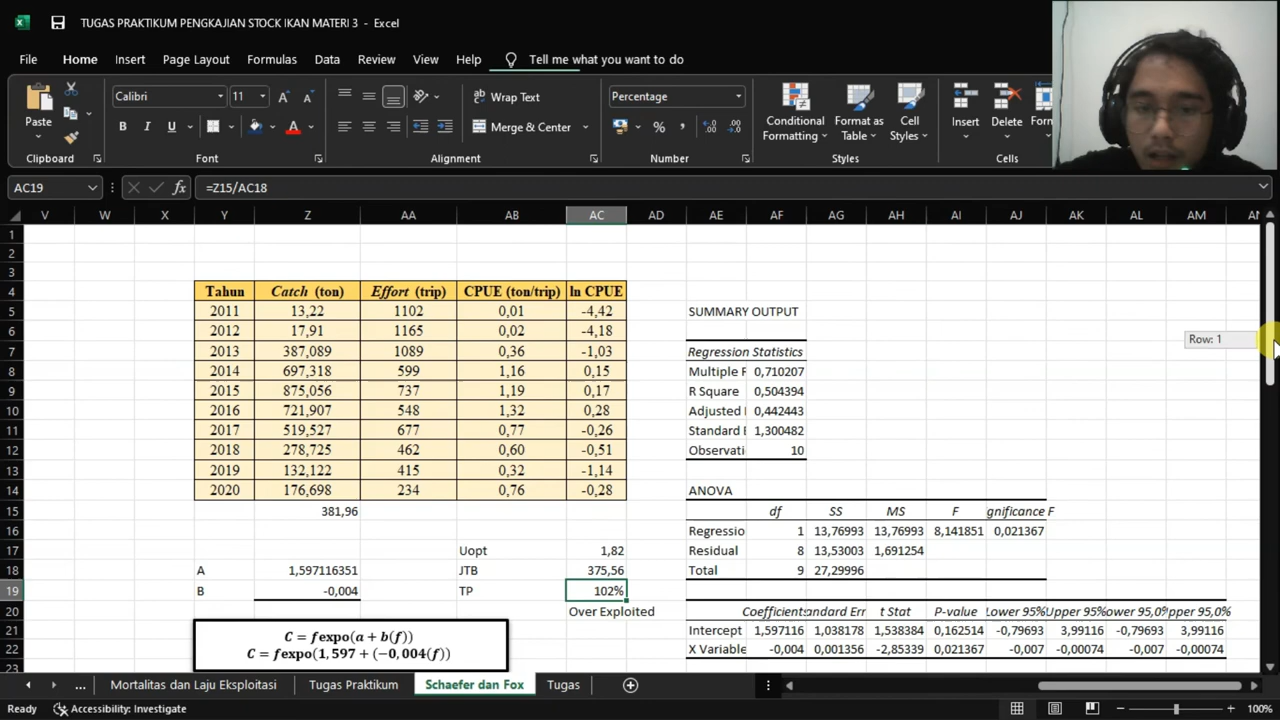 TUGAS PRAKTIKUM PENGKAJIAN STOCK IKAN MATERI 3 - Excel
File Home Insert Page Layout Formulas Data Review View Help Tell me what you want to do
Paste
Calibri 11
Wrap Text
Merge & Center
Percentage
Conditional Formatting
Format as Table
Cell Styles
Insert
Delete
Form
Clipboard Font Alignment Number Styles Cells
AC19 fx =Z15/AC18
V W X Y Z AA AB AC AD AE AF AG AH AI AJ AK AL AM AN
1
2
3
4 Tahun Catch (ton) Effort (trip) CPUE (ton/trip) ln CPUE
5 2011 13,22 1102 0,01 -4,42 SUMMARY OUTPUT
6 2012 17,91 1165 0,02 -4,18
7 2013 387,089 1089 0,36 -1,03 Regression Statistics
Row: 1
8 2014 697,318 599 1,16 0,15 Multiple F 0,710207
9 2015 875,056 737 1,19 0,17 R Square 0,504394
10 2016 721,907 548 1,32 0,28 Adjusted 0,442443
11 2017 519,527 677 0,77 -0,26 Standard E 1,300482
12 2018 278,725 462 0,60 -0,51 Observati 10
13 2019 132,122 415 0,32 -1,14
14 2020 176,698 234 0,76 -0,28 ANOVA
15 381,96 df SS MS F gnificance F
16 Regressio 1 13,76993 13,76993 8,141851 0,021367
17 Uopt 1,82 Residual 8 13,53003 1,691254
18 A 1,597116351 JTB 375,56 Total 9 27,29996
19 B -0,004 TP 102%
20 Over Exploited Coefficient andard Err t Stat P-value Lower 95% Upper 95% ower 95,0% pper 95,0%
21 Intercept 1,597116 1,038178 1,538384 0,162514 -0,79693 3,99116 -0,79693 3,99116
22 X Variable -0,004 0,001356 -2,85339 0,021367 -0,007 -0,00074 -0,007 -0,00074
C = fexpo(a + b(f))
C = fexpo(1,597 + (−0,004(f))
23
... Mortalitas dan Laju Eksploitasi Tugas Praktikum Schaefer dan Fox Tugas
Ready Accessibility: Investigate 100%